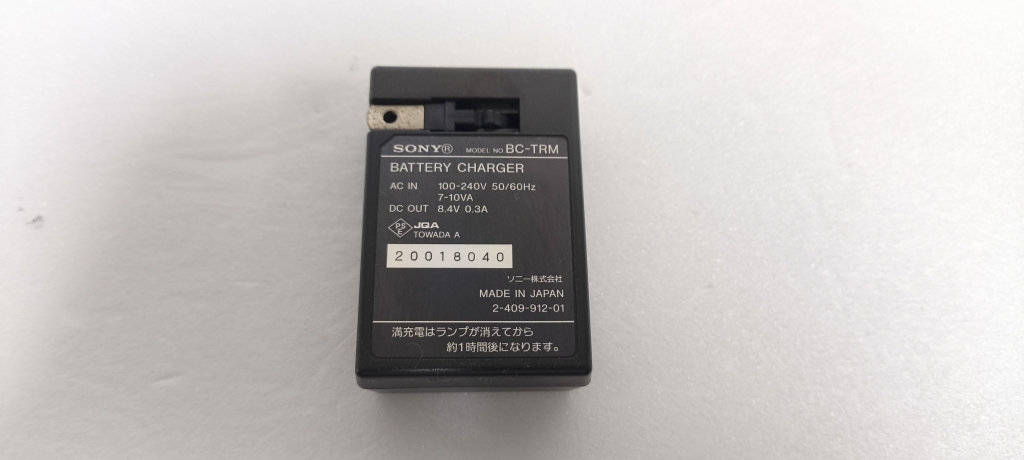 SONY® MODEL NO. BC-TRM
BATTERY CHARGER
AC IN 100-240V 50/60Hz
7-10VA
DC OUT 8.4V 0.3A
PSE JQA
TOWADA A
20018040
ソニー株式会社
MADE IN JAPAN
2-409-912-01
満充電はランプが消えてから
約1時間後になります。